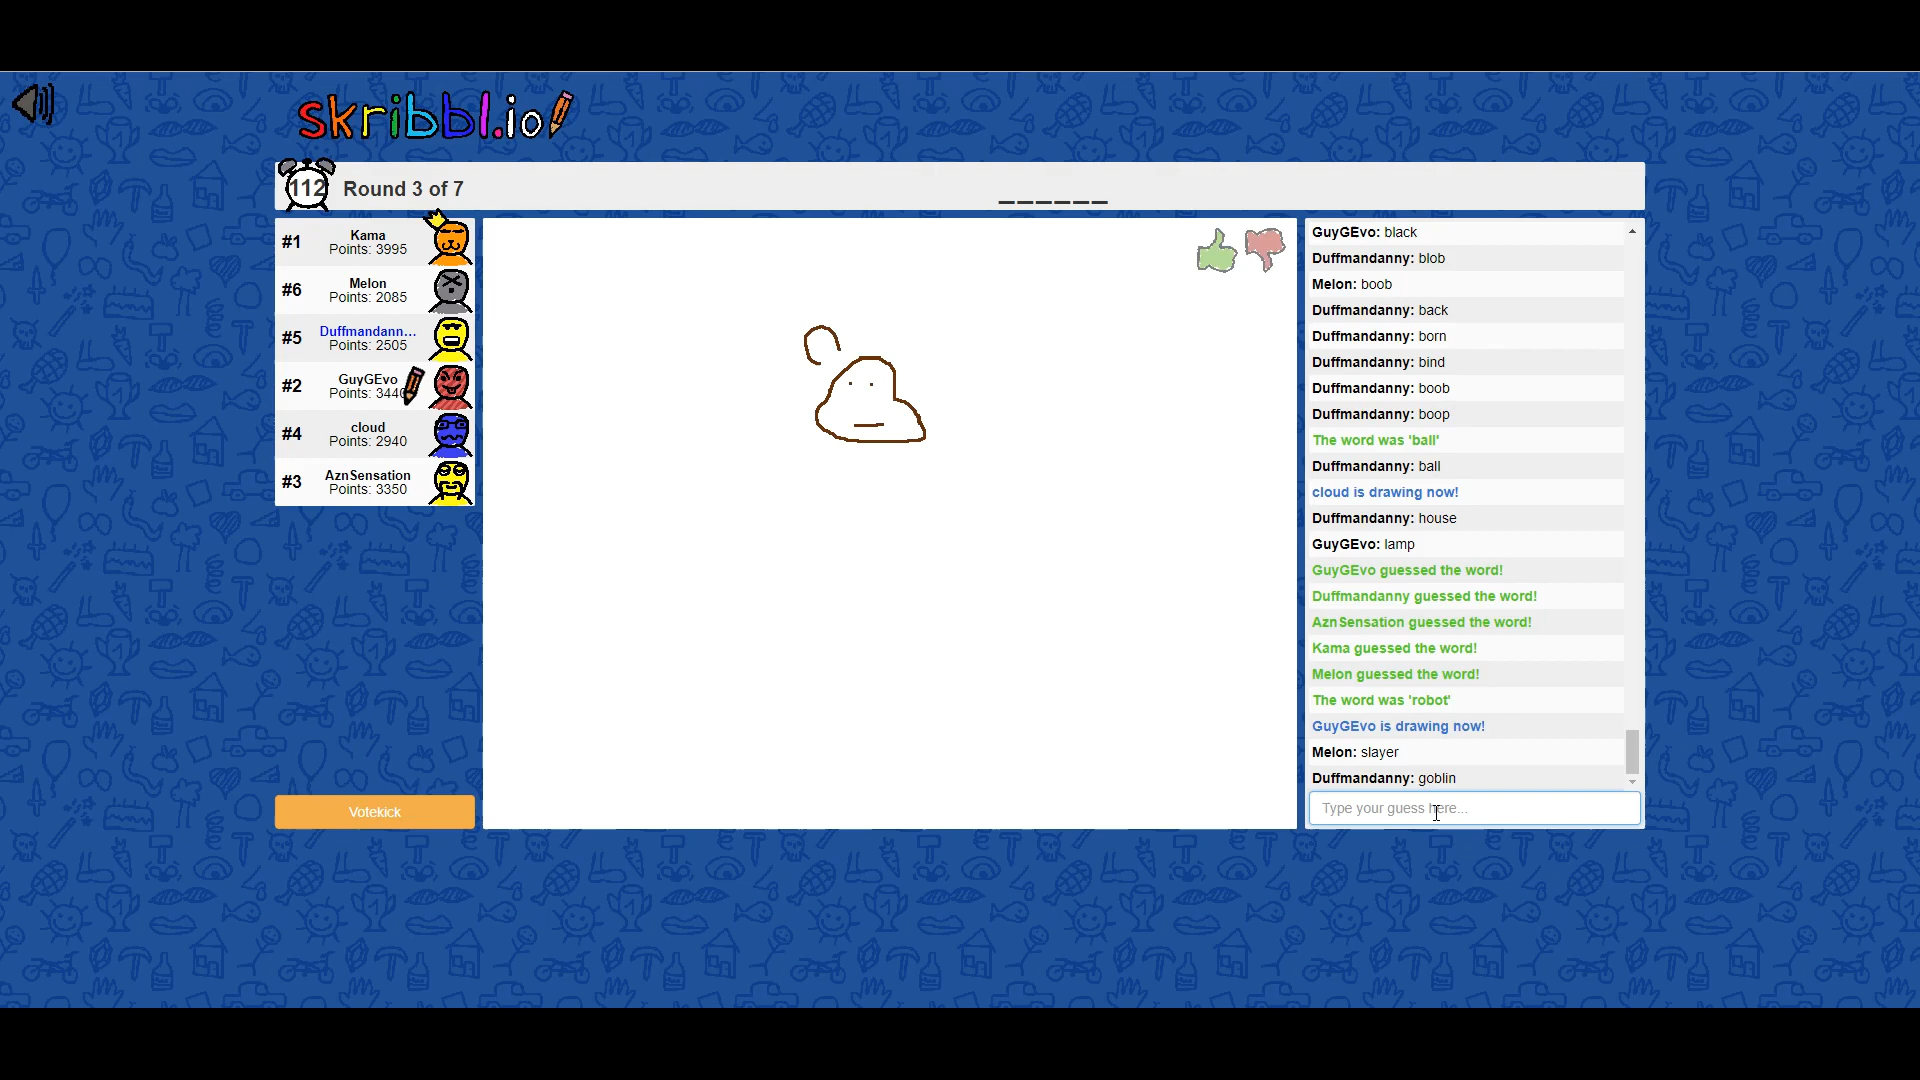 skribbl.io
112 Round 3 of 7
______
#1 Kama
Points: 3995
#6 Melon
Points: 2085
#5 Duffmandann...
Points: 2505
#2 GuyGEvo
Points: 3440
#4 cloud
Points: 2940
#3 AznSensation
Points: 3350
Votekick
GuyGEvo: black
Duffmandanny: blob
Melon: boob
Duffmandanny: back
Duffmandanny: born
Duffmandanny: bind
Duffmandanny: boob
Duffmandanny: boop
The word was 'ball'
Duffmandanny: ball
cloud is drawing now!
Duffmandanny: house
GuyGEvo: lamp
GuyGEvo guessed the word!
Duffmandanny guessed the word!
AznSensation guessed the word!
Kama guessed the word!
Melon guessed the word!
The word was 'robot'
GuyGEvo is drawing now!
Melon: slayer
Duffmandanny: goblin
Type your guess here...